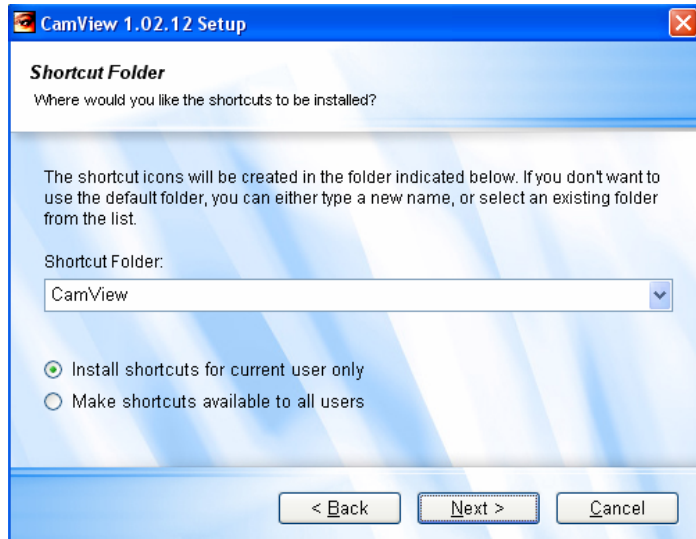 CamView 1.02.12 Setup
Shortcut Folder
Where would you like the shortcuts to be installed?
The shortcut icons will be created in the folder indicated below. If you don't want to
use the default folder, you can either type a new name, or select an existing folder
from the list.
Shortcut Folder:
CamView
Install shortcuts for current user only
Make shortcuts available to all users
< Back
Next >
Cancel